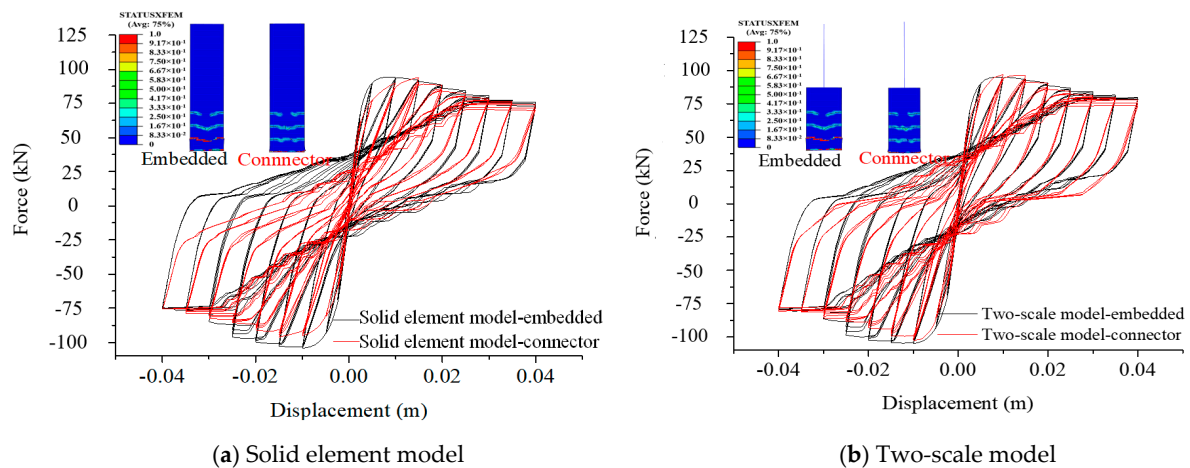 STATUSXFEM
(Avg: 75%)
1.0
9.17×10⁻¹
8.33×10⁻¹
7.50×10⁻¹
6.67×10⁻¹
5.83×10⁻¹
5.00×10⁻¹
4.17×10⁻¹
3.33×10⁻¹
2.50×10⁻¹
1.67×10⁻¹
8.33×10⁻²
0
Embedded
Connnector
125
100
75
50
25
0
-25
-50
-75
-100
Force (kN)
Solid element model-embedded
Solid element model-connector
-0.04 -0.02 0.00 0.02 0.04
Displacement (m)
(a) Solid element model
STATUSXFEM
(Avg: 75%)
1.0
9.17×10⁻¹
8.33×10⁻¹
7.50×10⁻¹
6.67×10⁻¹
5.83×10⁻¹
5.00×10⁻¹
4.17×10⁻¹
3.33×10⁻¹
2.50×10⁻¹
1.67×10⁻¹
8.33×10⁻²
0
Embedded
Connnector
125
100
75
50
25
0
-25
-50
-75
-100
Force (kN)
Two-scale model-embedded
Two-scale model-connector
-0.04 -0.02 0.00 0.02 0.04
Displacement (m)
(b) Two-scale model